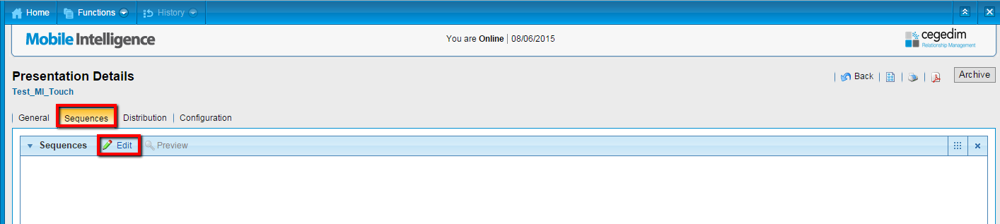 Home Functions History
Mobile Intelligence You are Online 08/06/2015 cegedim
Relationship Management
Presentation Details Back Archive
Test_MI_Touch
General Sequences Distribution Configuration
Sequences Edit Preview